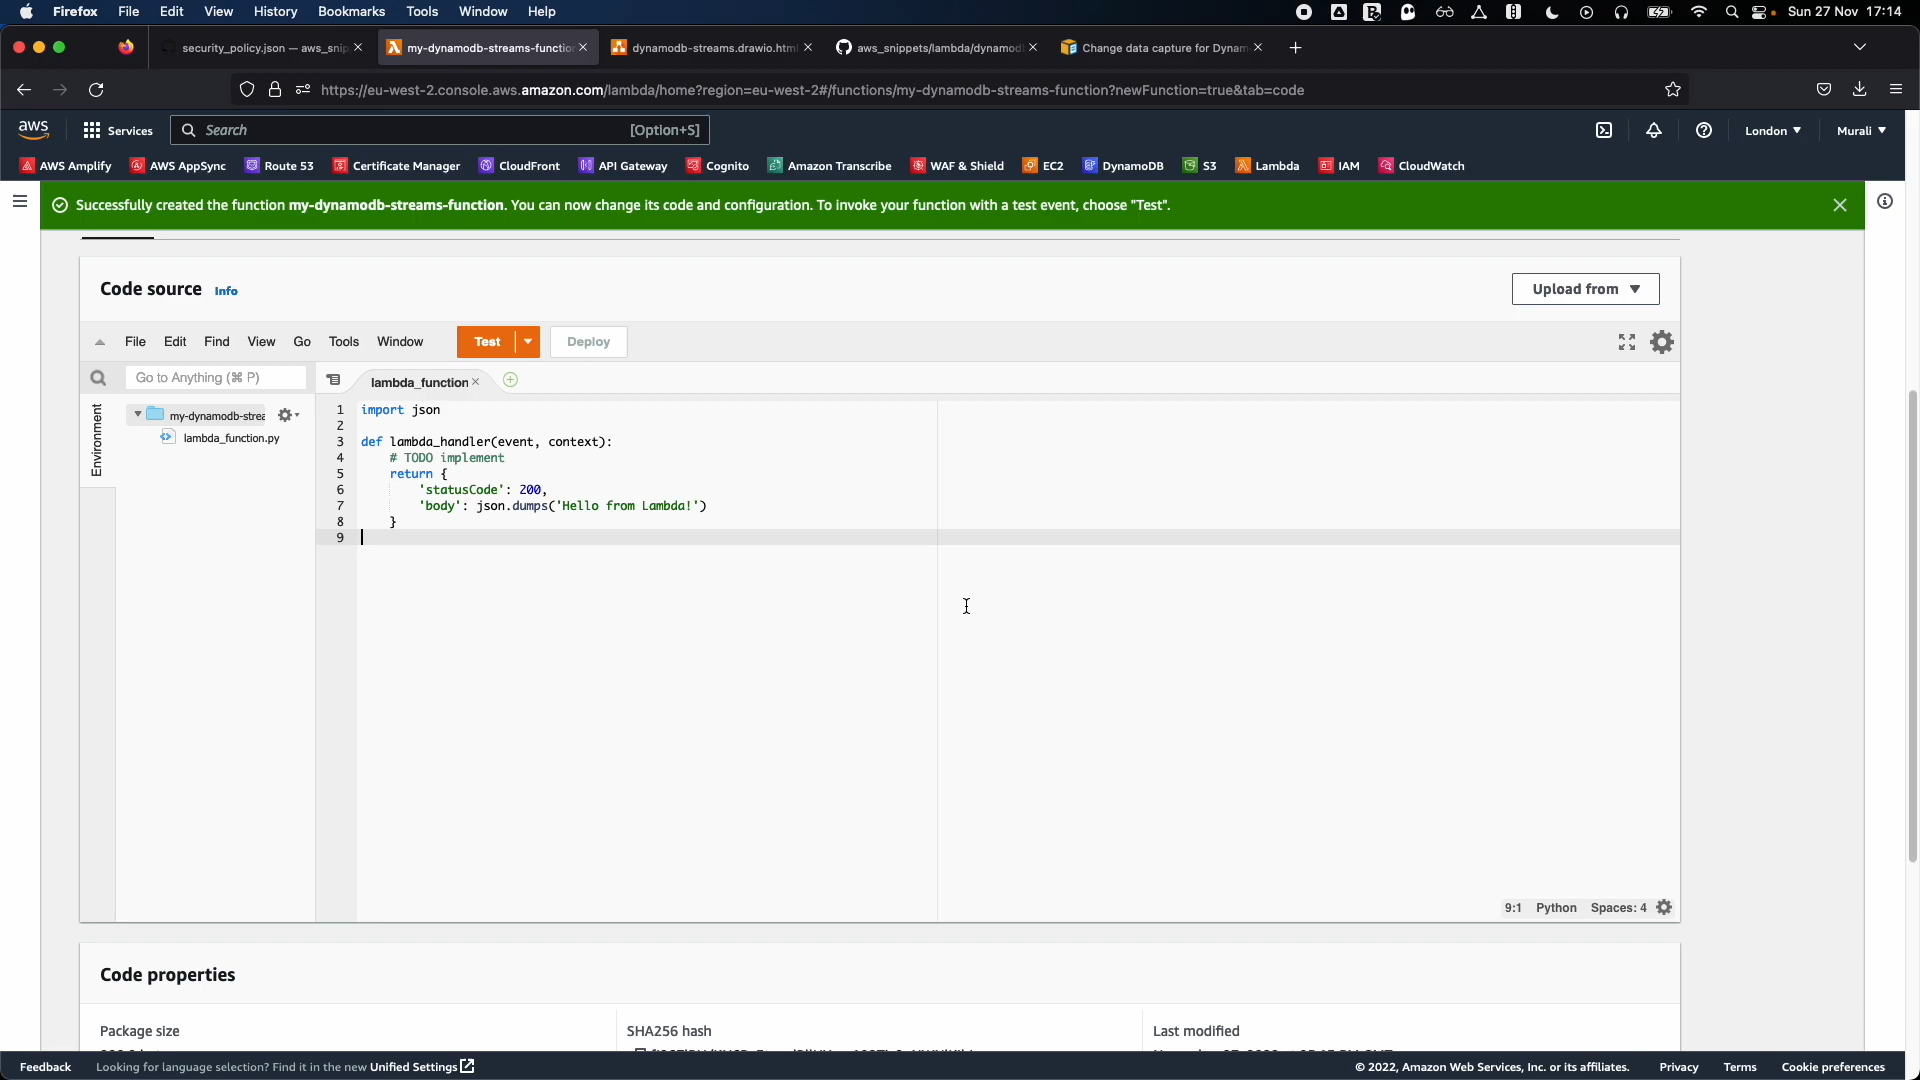 Firefox File Edit View History Bookmarks Tools Window Help Sun 27 Nov 17:14
security_policy.json — aws_snip my-dynamodb-streams-functio dynamodb-streams.drawio.html aws_snippets/lambda/dynamod Change data capture for Dynam
https://eu-west-2.console.aws.amazon.com/lambda/home?region=eu-west-2#/functions/my-dynamodb-streams-function?newFunction=true&tab=code
aws Services Search [Option+S] London Murali
AWS Amplify AWS AppSync Route 53 Certificate Manager CloudFront API Gateway Cognito Amazon Transcribe WAF & Shield EC2 DynamoDB S3 Lambda IAM CloudWatch
Successfully created the function my-dynamodb-streams-function. You can now change its code and configuration. To invoke your function with a test event, choose "Test".
Code source Info Upload from
File Edit Find View Go Tools Window Test Deploy
Go to Anything (⌘ P) lambda_function
Environment
my-dynamodb-strea
lambda_function.py
1 import json
2
3 def lambda_handler(event, context):
4 # TODO implement
5 return {
6 'statusCode': 200,
7 'body': json.dumps('Hello from Lambda!')
8 }
9
9:1 Python Spaces: 4
Code properties
Package size SHA256 hash Last modified
Feedback Looking for language selection? Find it in the new Unified Settings © 2022, Amazon Web Services, Inc. or its affiliates. Privacy Terms Cookie preferences